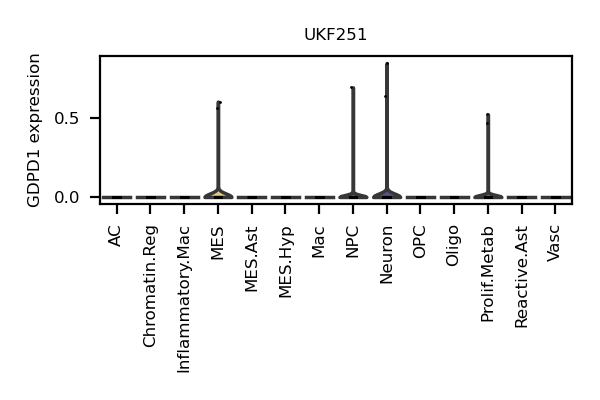 UKF251
GDPD1 expression
0.5
0.0
AC
Chromatin.Reg
Inflammatory.Mac
MES
MES.Ast
MES.Hyp
Mac
NPC
Neuron
OPC
Oligo
Prolif.Metab
Reactive.Ast
Vasc